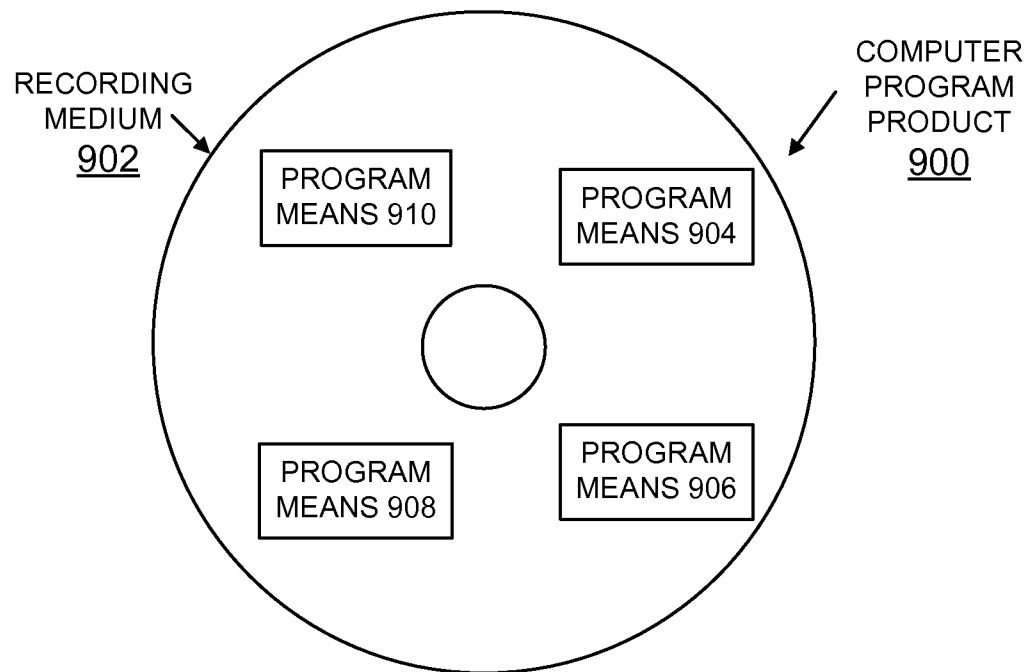 RECORDING
MEDIUM
902
COMPUTER
PROGRAM
PRODUCT
900
PROGRAM
MEANS 910
PROGRAM
MEANS 904
PROGRAM
MEANS 908
PROGRAM
MEANS 906